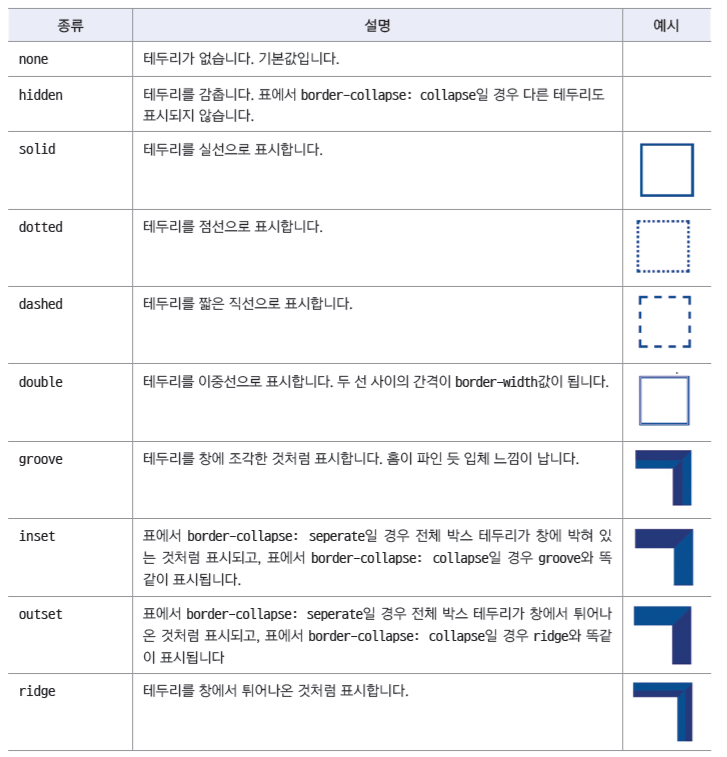 종류 설명 예시
none 테두리가 없습니다. 기본값입니다.
hidden 테두리를 감춥니다. 표에서 border-collapse: collapse일 경우 다른 테두리도
표시되지 않습니다.
solid 테두리를 실선으로 표시합니다.
dotted 테두리를 점선으로 표시합니다.
dashed 테두리를 짧은 직선으로 표시합니다.
double 테두리를 이중선으로 표시합니다. 두 선 사이의 간격이 border-width값이 됩니다.
groove 테두리를 창에 조각한 것처럼 표시합니다. 홈이 파인 듯 입체 느낌이 납니다.
inset 표에서 border-collapse: seperate일 경우 전체 박스 테두리가 창에 박혀 있
는 것처럼 표시되고, 표에서 border-collapse: collapse일 경우 groove와 똑
같이 표시됩니다.
outset 표에서 border-collapse: seperate일 경우 전체 박스 테두리가 창에서 튀어나
온 것처럼 표시되고, 표에서 border-collapse: collapse일 경우 ridge와 똑같
이 표시됩니다
ridge 테두리를 창에서 튀어나온 것처럼 표시합니다.